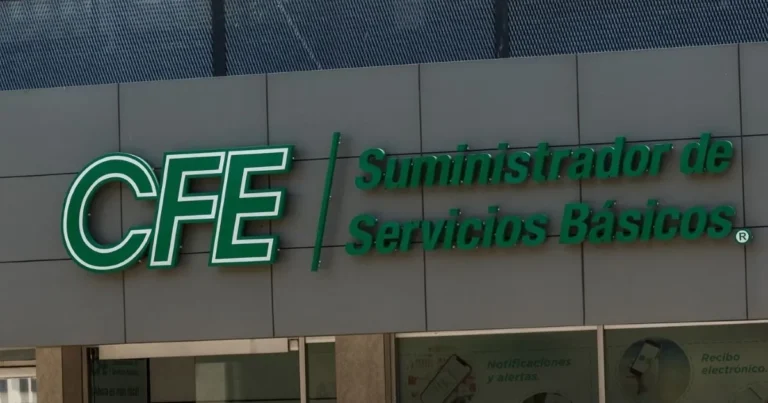 CFE
Suministrador de
Servicios Básicos
®
Notificaciones
y alertas.
Recibo
electrónico.